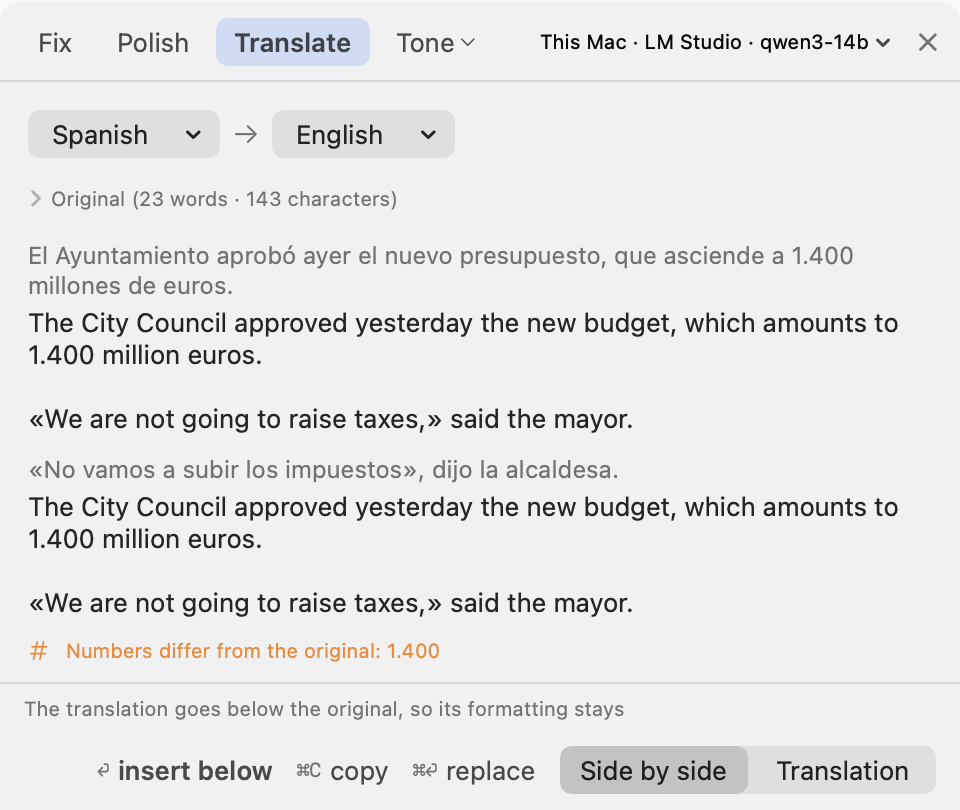 Fix Polish Translate Tone This Mac · LM Studio · qwen3-14b
Spanish → English
Original (23 words · 143 characters)
El Ayuntamiento aprobó ayer el nuevo presupuesto, que asciende a 1.400
millones de euros.
The City Council approved yesterday the new budget, which amounts to
1.400 million euros.
«We are not going to raise taxes,» said the mayor.
«No vamos a subir los impuestos», dijo la alcaldesa.
The City Council approved yesterday the new budget, which amounts to
1.400 million euros.
«We are not going to raise taxes,» said the mayor.
# Numbers differ from the original: 1.400
The translation goes below the original, so its formatting stays
⏎ insert below ⌘C copy ⌘⏎ replace Side by side Translation